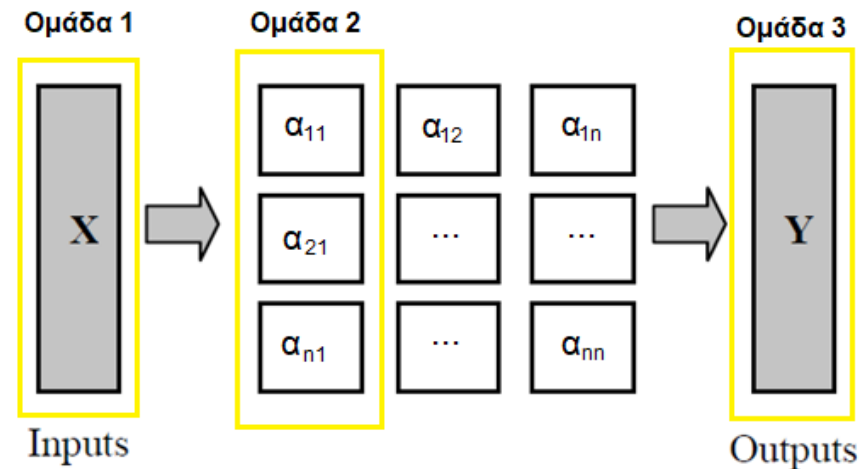 Ομάδα 1 Ομάδα 2 Ομάδα 3
α11 α12 α1n
X α21 ... ... Y
αn1 ... αnn
Inputs Outputs